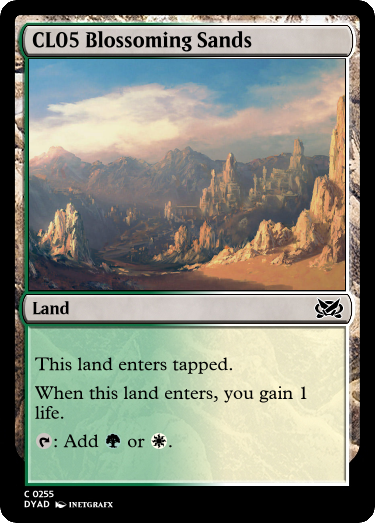 CL05 Blossoming Sands
Land
This land enters tapped.
When this land enters, you gain 1
life.
: Add or .
C 0255
DYAD INETGRAFX